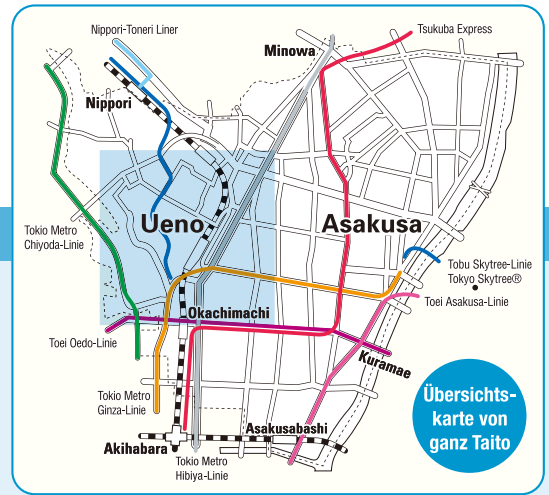 Nippori-Toneri Liner
Tsukuba Express
Minowa
Nippori
Ueno
Asakusa
Tokio Metro
Chiyoda-Linie
Tobu Skytree-Linie
Tokyo Skytree®
Toei Asakusa-Linie
Okachimachi
Toei Oedo-Linie
Kuramae
Tokio Metro
Ginza-Linie
Übersichts-
karte von
ganz Taito
Asakusabashi
Akihabara
Tokio Metro
Hibiya-Linie